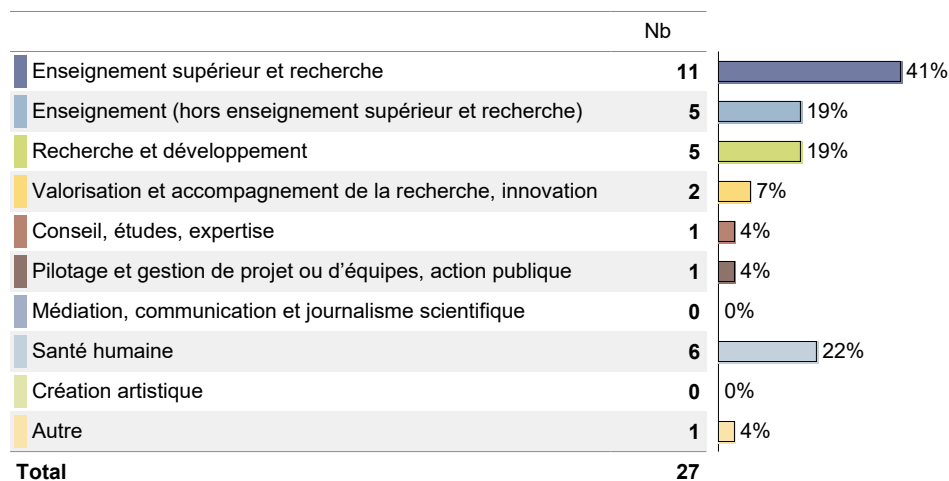 Nb
Enseignement supérieur et recherche 11 41%
Enseignement (hors enseignement supérieur et recherche) 5 19%
Recherche et développement 5 19%
Valorisation et accompagnement de la recherche, innovation 2 7%
Conseil, études, expertise 1 4%
Pilotage et gestion de projet ou d’équipes, action publique 1 4%
Médiation, communication et journalisme scientifique 0 0%
Santé humaine 6 22%
Création artistique 0 0%
Autre 1 4%
Total 27